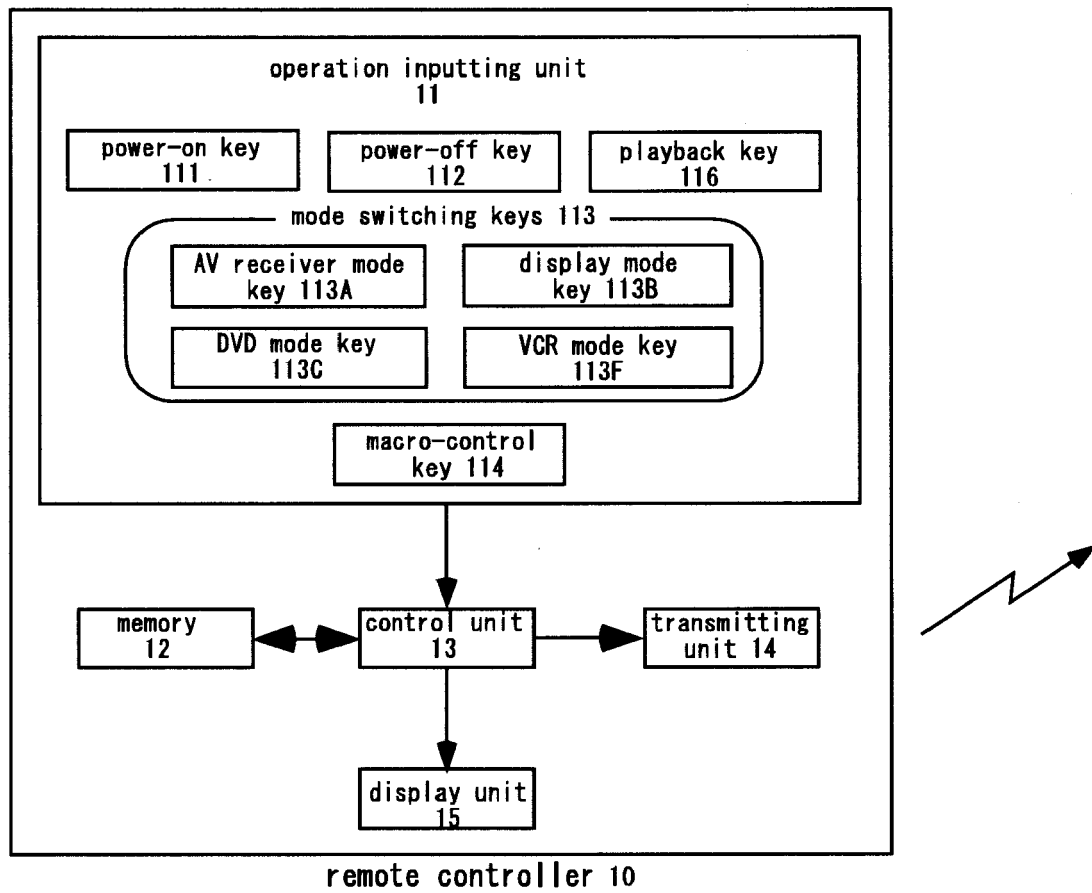 operation inputting unit
11
power-on key
111
power-off key
112
playback key
116
mode switching keys 113
AV receiver mode
key 113A
display mode
key 113B
DVD mode key
113C
VCR mode key
113F
macro-control
key 114
memory
12
control unit
13
transmitting
unit 14
display unit
15
remote controller 10